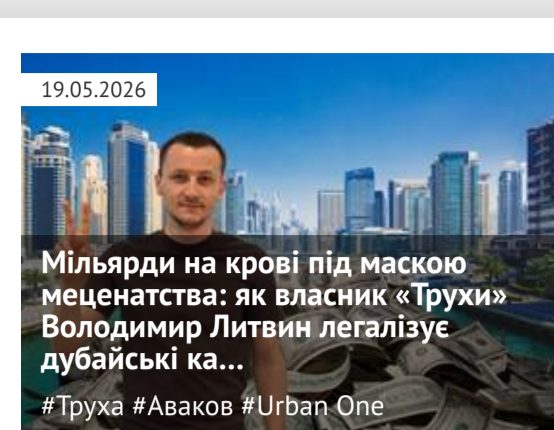 19.05.2026
Мільярди на крові під маскою
меценатства: як власник «Трухи»
Володимир Литвин легалізує
дубайські ка...
#Труха #Аваков #Urban One